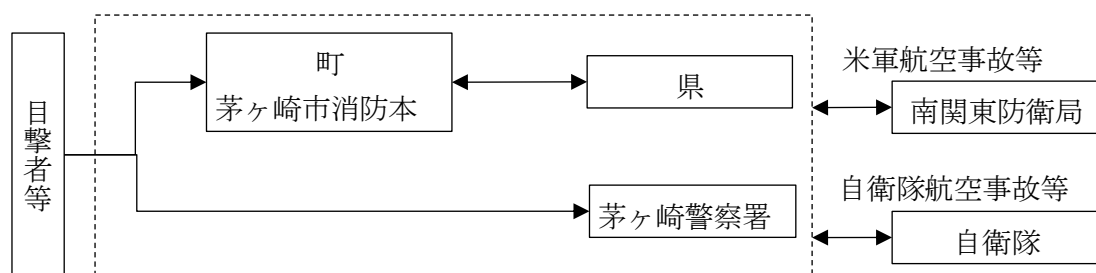 目撃者等
町
茅ヶ崎市消防本
県
茅ヶ崎警察署
米軍航空事故等
南関東防衛局
自衛隊航空事故等
自衛隊